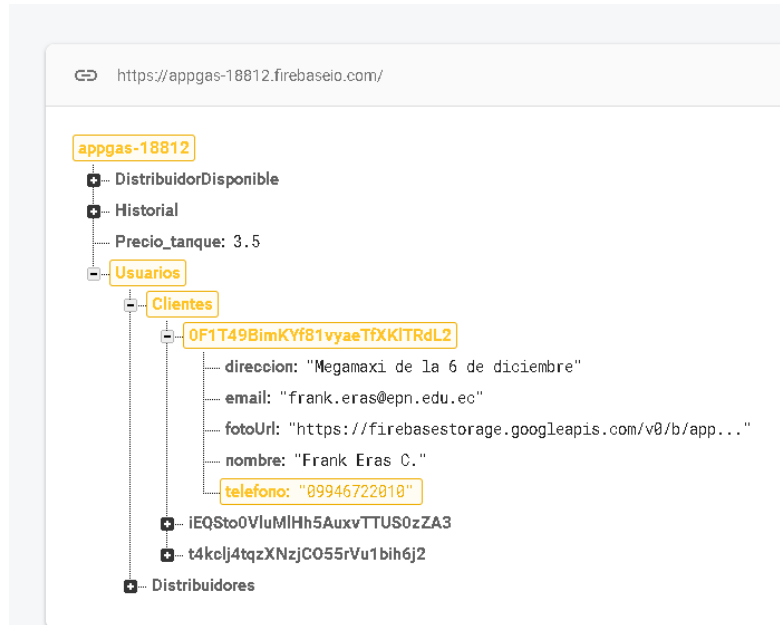 https://appgas-18812.firebaseio.com/
appgas-18812
DistribuidorDisponible
Historial
Precio_tanque: 3.5
Usuarios
Clientes
0F1T49BimKYf81vyaeTfXKlTRdL2
direccion: "Megamaxi de la 6 de diciembre"
email: "frank.eras@epn.edu.ec"
fotoUrl: "https://firebasestorage.googleapis.com/v0/b/app..."
nombre: "Frank Eras C."
telefono: "09946722010"
iEQSto0VluMlHh5AuxvTTUS0zZA3
t4kclj4tqzXNzjCO55rVu1bih6j2
Distribuidores